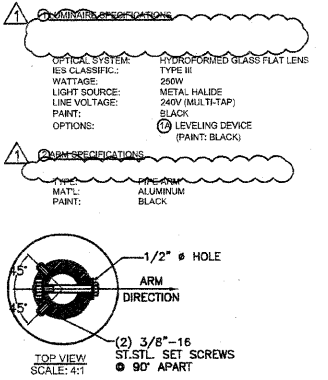 1
1 LUMINAIRE SPECIFICATIONS
OPTICAL SYSTEM: HYDROFORMED GLASS FLAT LENS
IES CLASSIFIC.: TYPE III
WATTAGE: 250W
LIGHT SOURCE: METAL HALIDE
LINE VOLTAGE: 240V (MULTI-TAP)
PAINT: BLACK
OPTIONS: 1A LEVELING DEVICE
(PAINT: BLACK)
1
2 ARM SPECIFICATIONS
TYPE: PIPE ARM
MAT'L: ALUMINUM
PAINT: BLACK
1/2" ø HOLE
45°
ARM
DIRECTION
45°
(2) 3/8"-16
ST.STL. SET SCREWS
@ 90° APART
TOP VIEW
SCALE: 4:1